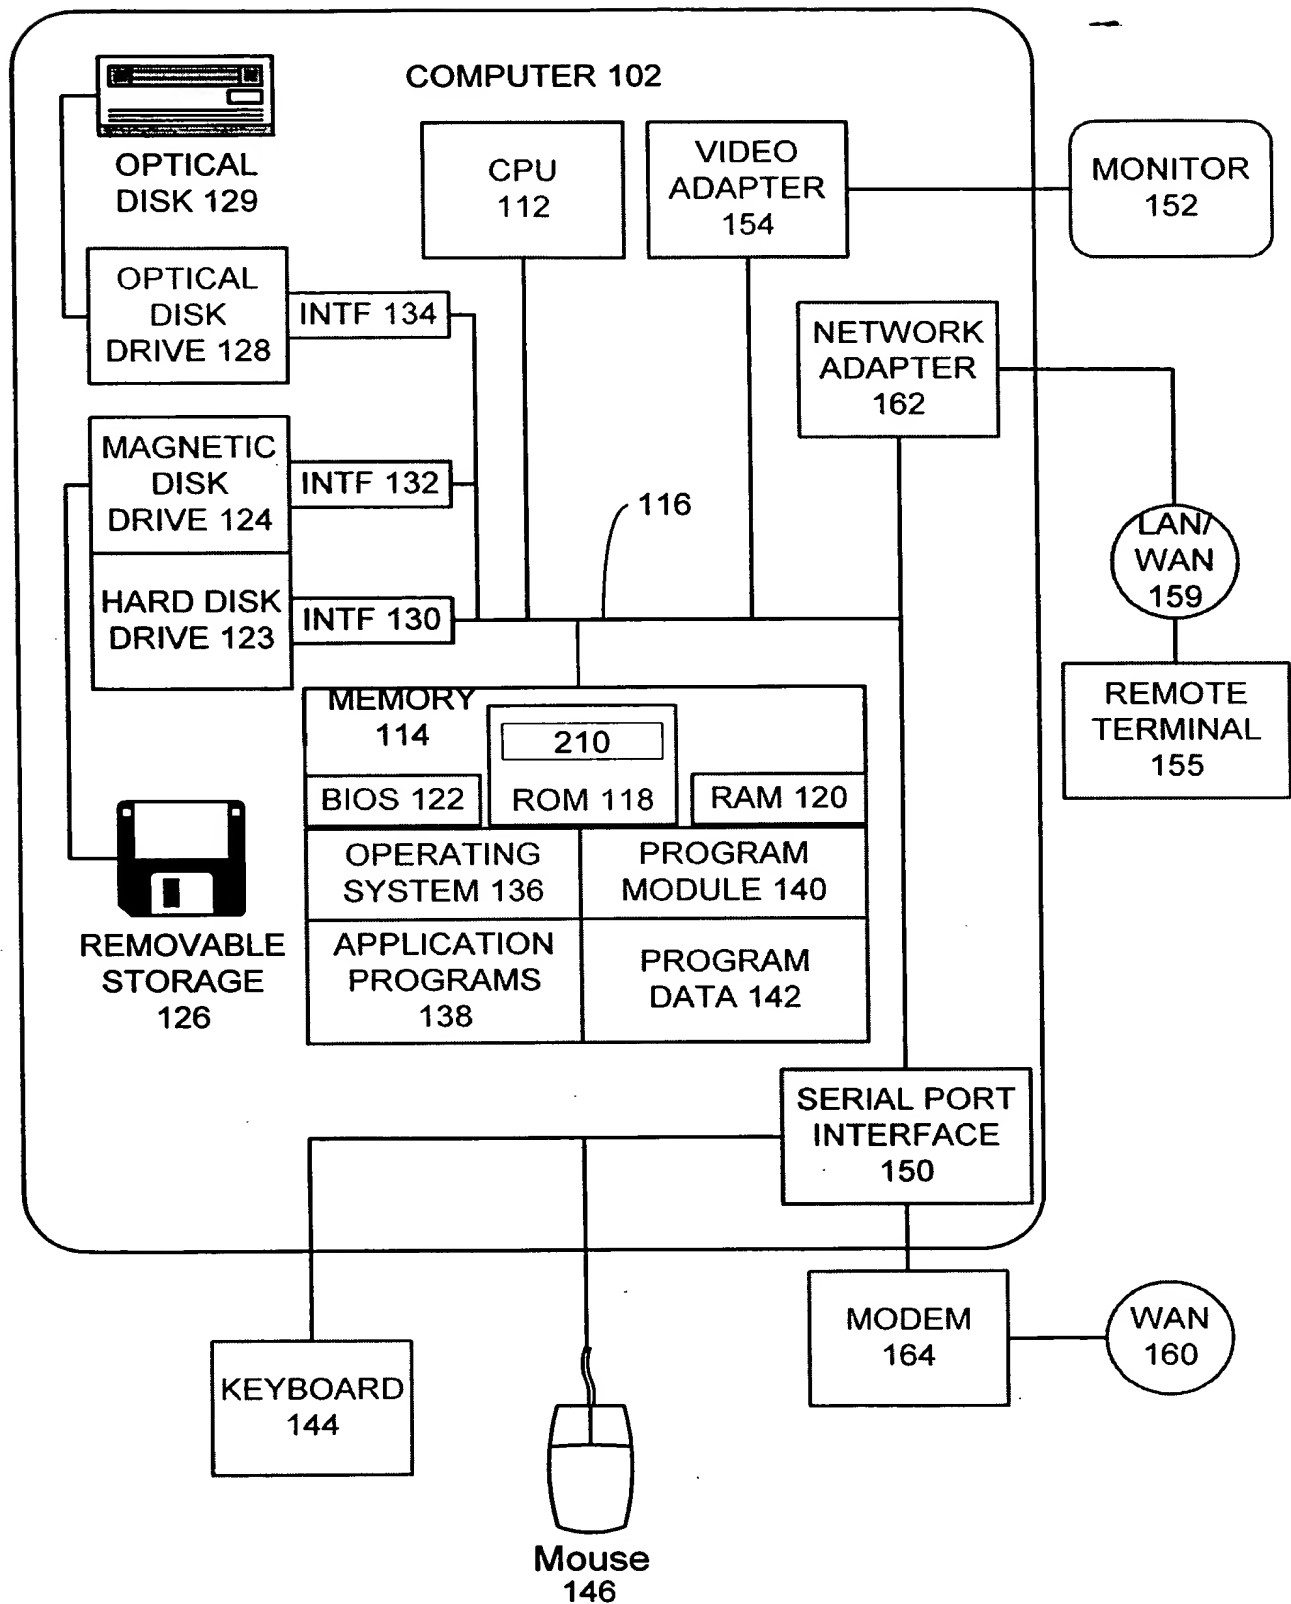 COMPUTER 102
OPTICAL
DISK 129
CPU
112
VIDEO
ADAPTER
154
MONITOR
152
OPTICAL
DISK
DRIVE 128
INTF 134
NETWORK
ADAPTER
162
MAGNETIC
DISK
DRIVE 124
INTF 132
116
LAN/
WAN
159
HARD DISK
DRIVE 123
INTF 130
REMOTE
TERMINAL
155
MEMORY
114
210
BIOS 122
ROM 118
RAM 120
OPERATING
SYSTEM 136
PROGRAM
MODULE 140
APPLICATION
PROGRAMS
138
PROGRAM
DATA 142
REMOVABLE
STORAGE
126
SERIAL PORT
INTERFACE
150
MODEM
164
WAN
160
KEYBOARD
144
Mouse
146